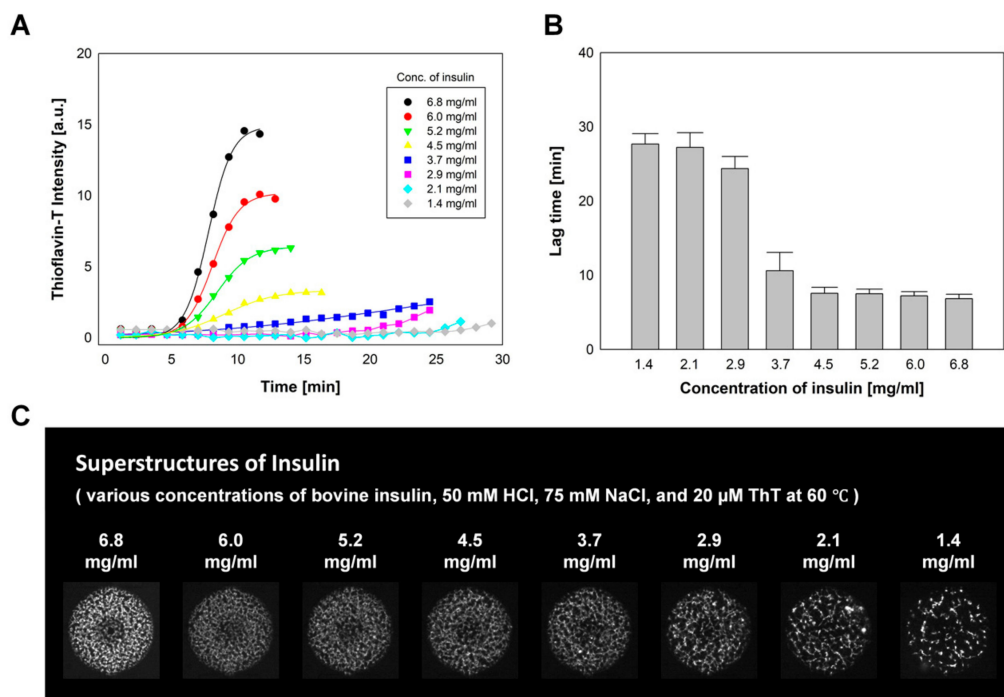 A
20
15
10
5
0
Thioflavin-T Intensity [a.u.]
Conc. of insulin
6.8 mg/ml
6.0 mg/ml
5.2 mg/ml
4.5 mg/ml
3.7 mg/ml
2.9 mg/ml
2.1 mg/ml
1.4 mg/ml
0 5 10 15 20 25 30
Time [min]
B
40
30
20
10
0
Lag time [min]
1.4 2.1 2.9 3.7 4.5 5.2 6.0 6.8
Concentration of insulin [mg/ml]
C
Superstructures of Insulin
( various concentrations of bovine insulin, 50 mM HCl, 75 mM NaCl, and 20 µM ThT at 60 ℃ )
6.8 6.0 5.2 4.5 3.7 2.9 2.1 1.4
mg/ml mg/ml mg/ml mg/ml mg/ml mg/ml mg/ml mg/ml